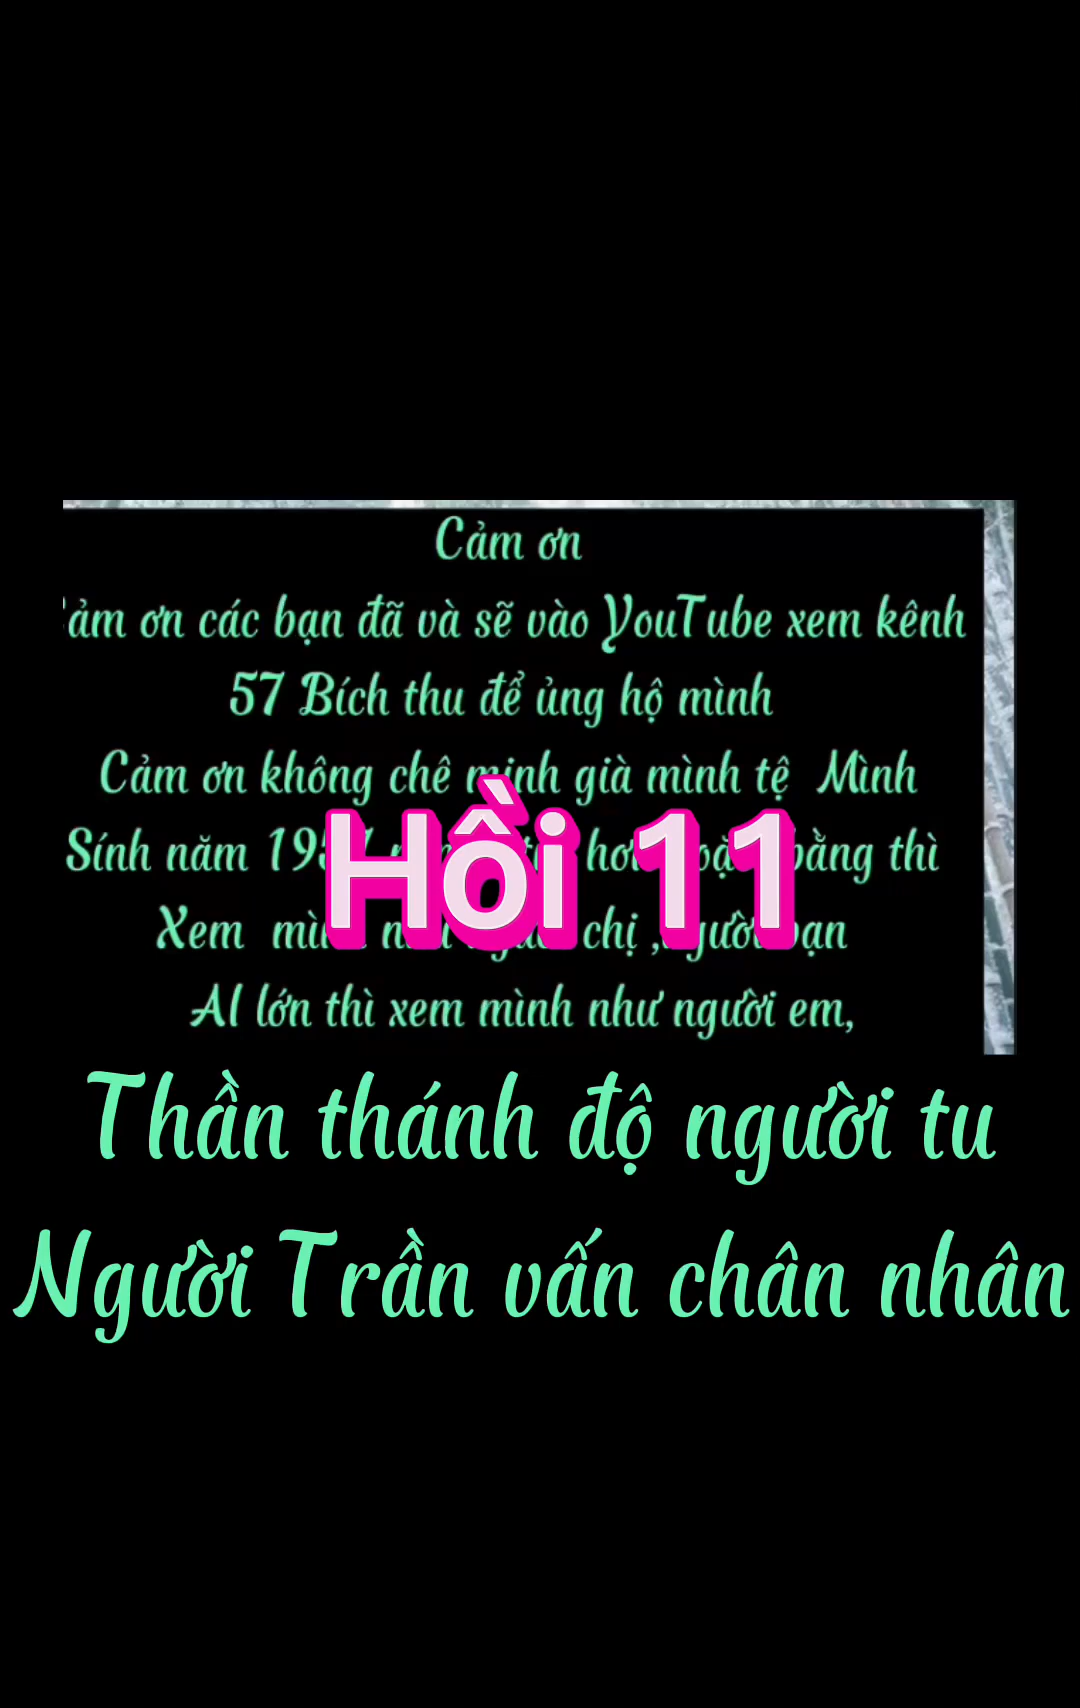 Cảm ơn
ảm ơn các bạn đã và sẽ vào YouTube xem kênh
57 Bích thu để ủng hộ mình
Cảm ơn không chê mình già mình tệ Mình
Sính năm bằng thì
Hồi 11
Xem chị bạn
AI lớn thì xem mình như người em,
Thần thánh độ người tu
Người Trần vấn chân nhân